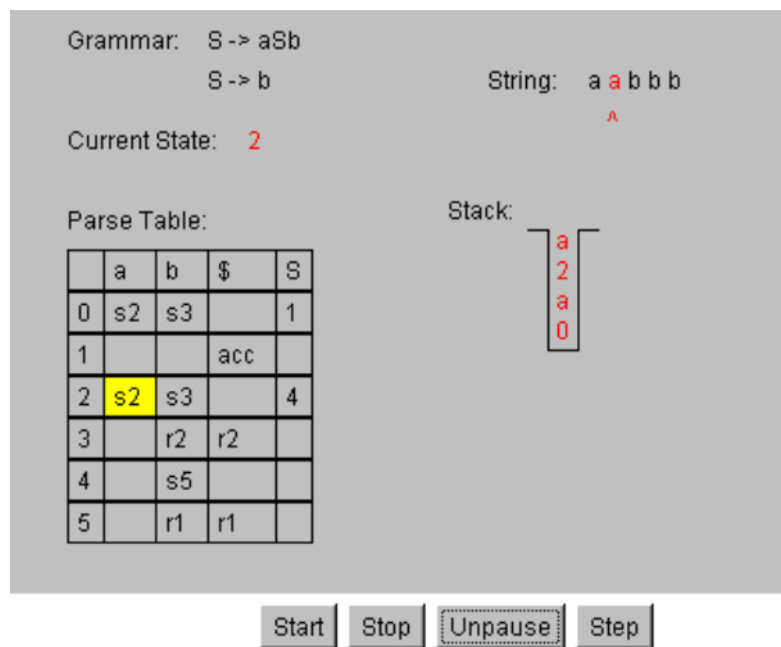 Grammar: S -> aSb
S -> b
String: a a b b b
^
Current State: 2
Parse Table:
Stack:
a
2
a
0
a b $ S
0 s2 s3 1
1 acc
2 s2 s3 4
3 r2 r2
4 s5
5 r1 r1
Start Stop Unpause Step